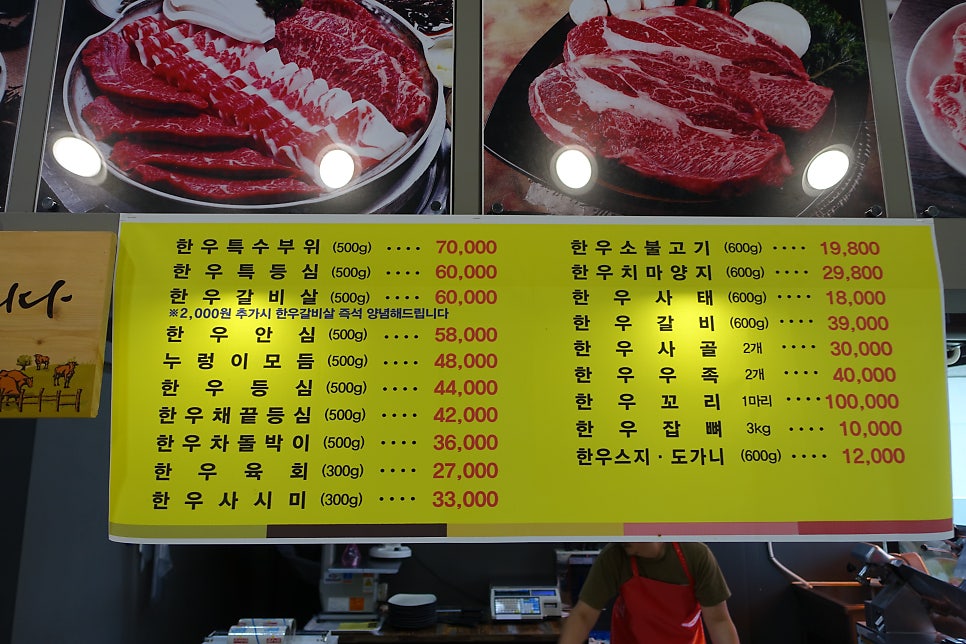 한우특수부위 (500g) ···· 70,000
한우특등심 (500g) ···· 60,000
한우갈비살 (500g) ···· 60,000
※2,000원 추가시 한우갈비살 즉석 양념해드립니다
한우안심 (500g) ···· 58,000
누렁이모듬 (500g) ···· 48,000
한우등심 (500g) ···· 44,000
한우채끝등심 (500g) ···· 42,000
한우차돌박이 (500g) ···· 36,000
한우육회 (300g) ···· 27,000
한우사시미 (300g) ···· 33,000
한우소불고기 (600g) ···· 19,800
한우치마양지 (600g) ···· 29,800
한우사태 (600g) ···· 18,000
한우갈비 (600g) ···· 39,000
한우사골 2개 ···· 30,000
한우우족 2개 ···· 40,000
한우꼬리 1마리 ···· 100,000
한우잡뼈 3kg ···· 10,000
한우스지·도가니 (600g) ···· 12,000